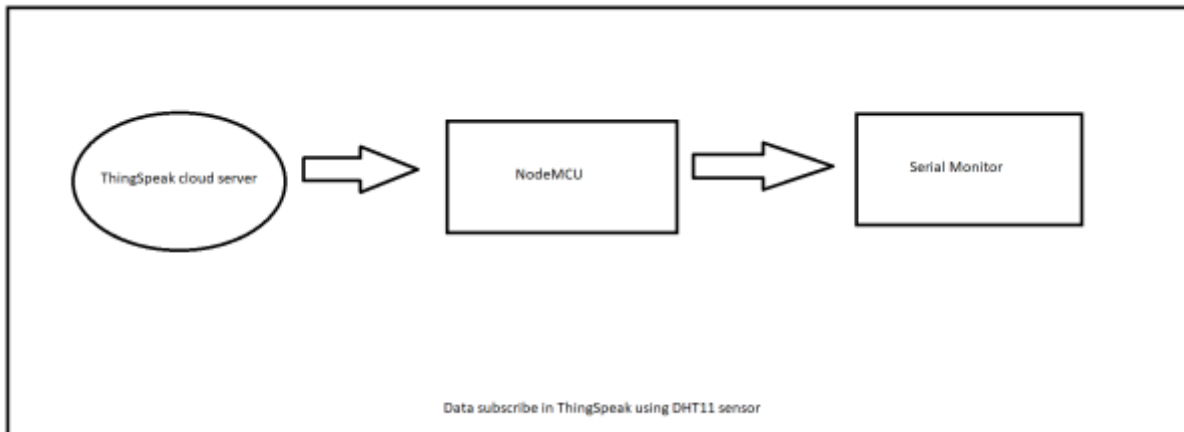 ThingSpeak cloud server
NodeMCU
Serial Monitor
Data subscribe in ThingSpeak using DHT11 sensor